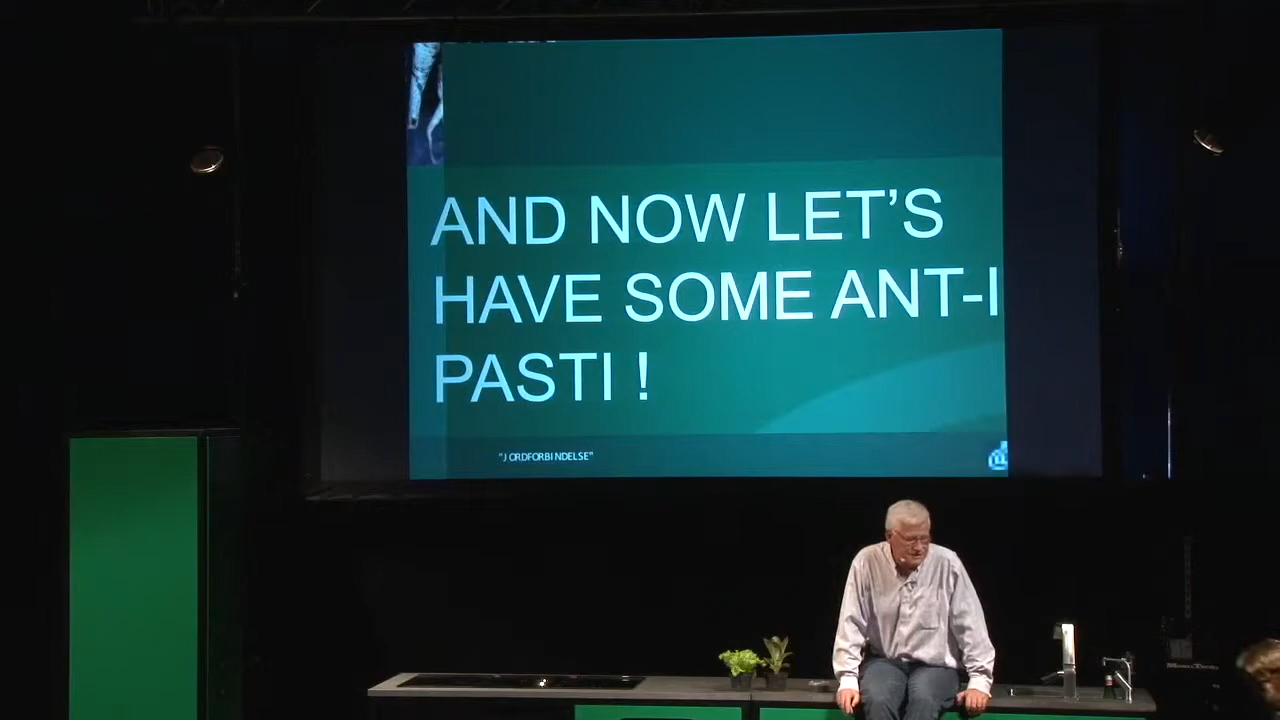 AND NOW LET'S
HAVE SOME ANT-I
PASTI !
"JORDFORBINDELSE"